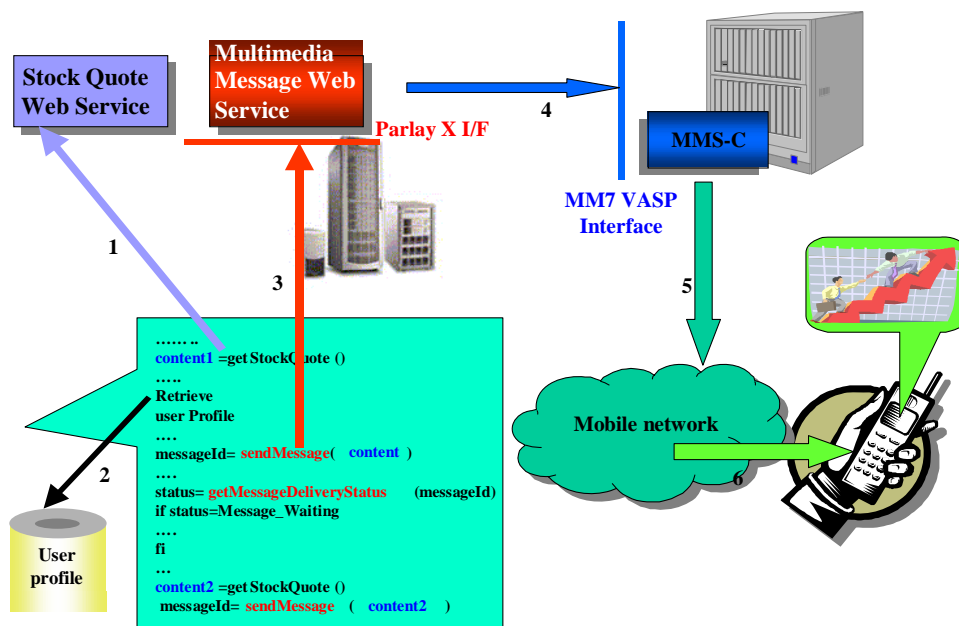 Stock Quote
Web Service
Multimedia
Message Web
Service
Parlay X I/F
4
MMS-C
MM7 VASP
Interface
1
3
5
…… ..
content1 =getStockQuote ()
…..
Retrieve
user Profile
….
messageId= sendMessage( content )
….
status= getMessageDeliveryStatus (messageId)
if status=Message_Waiting
….
fi
…
content2 =getStockQuote ()
messageId= sendMessage ( content2 )
2
User
profile
Mobile network
6